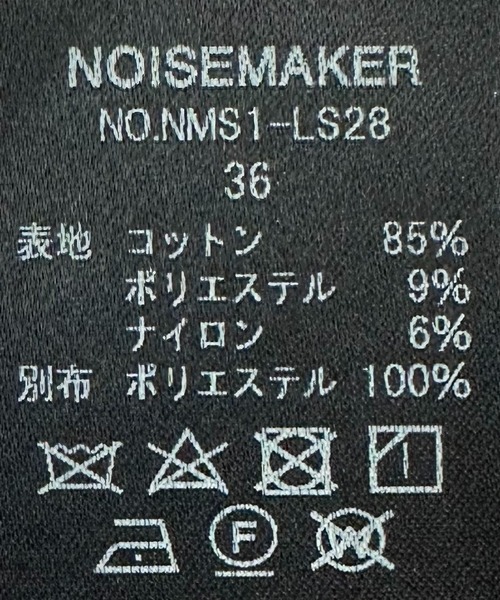 NOISEMAKER
NO.NMS1-LS28
36
表地 コットン 85%
ポリエステル 9%
ナイロン 6%
別布 ポリエステル 100%
F W